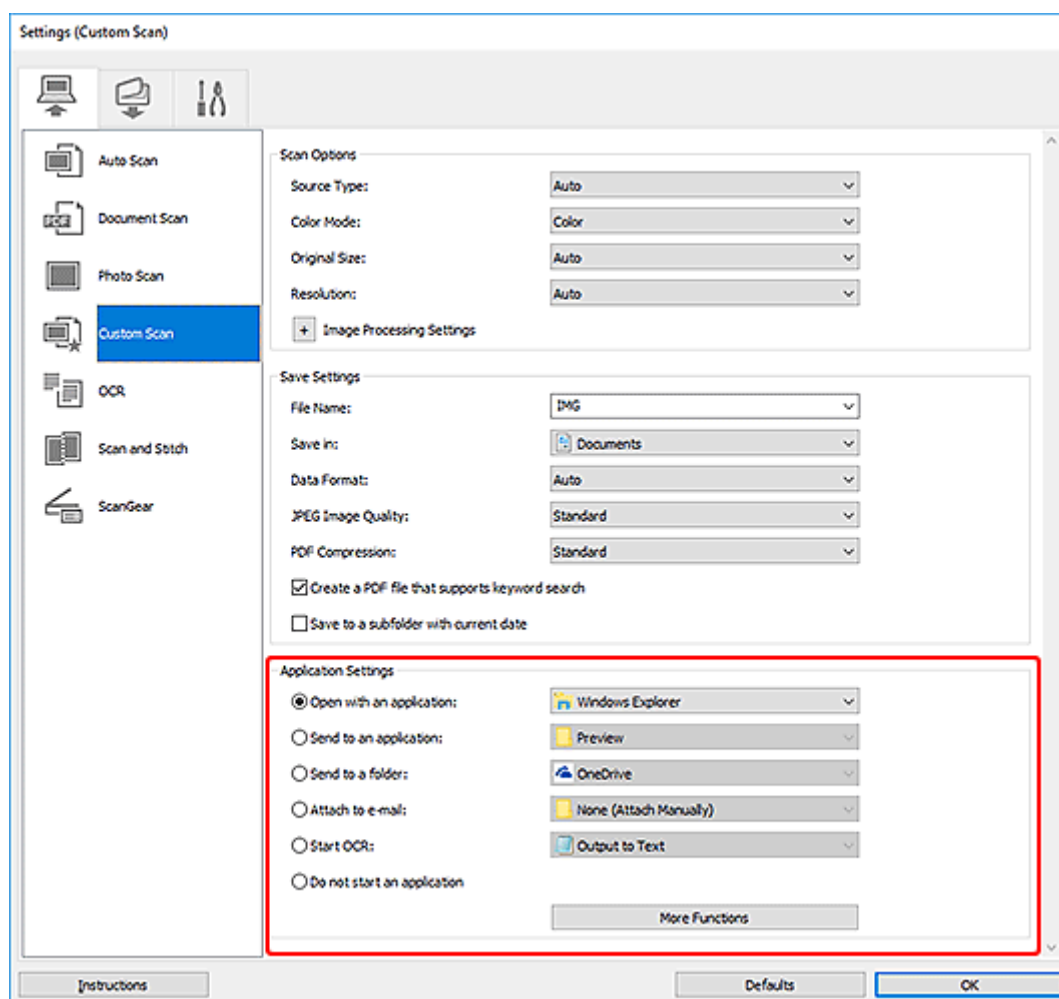 Settings (Custom Scan)
Auto Scan
Document Scan
Photo Scan
Custom Scan
OCR
Scan and Stitch
ScanGear
Scan Options
Source Type: Auto
Color Mode: Color
Original Size: Auto
Resolution: Auto
+ Image Processing Settings
Save Settings
File Name: IMG
Save in: Documents
Data Format: Auto
JPEG Image Quality: Standard
PDF Compression: Standard
Create a PDF file that supports keyword search
Save to a subfolder with current date
Application Settings
Open with an application: Windows Explorer
Send to an application: Preview
Send to a folder: OneDrive
Attach to e-mail: None (Attach Manually)
Start OCR: Output to Text
Do not start an application
More Functions
Instructions Defaults OK